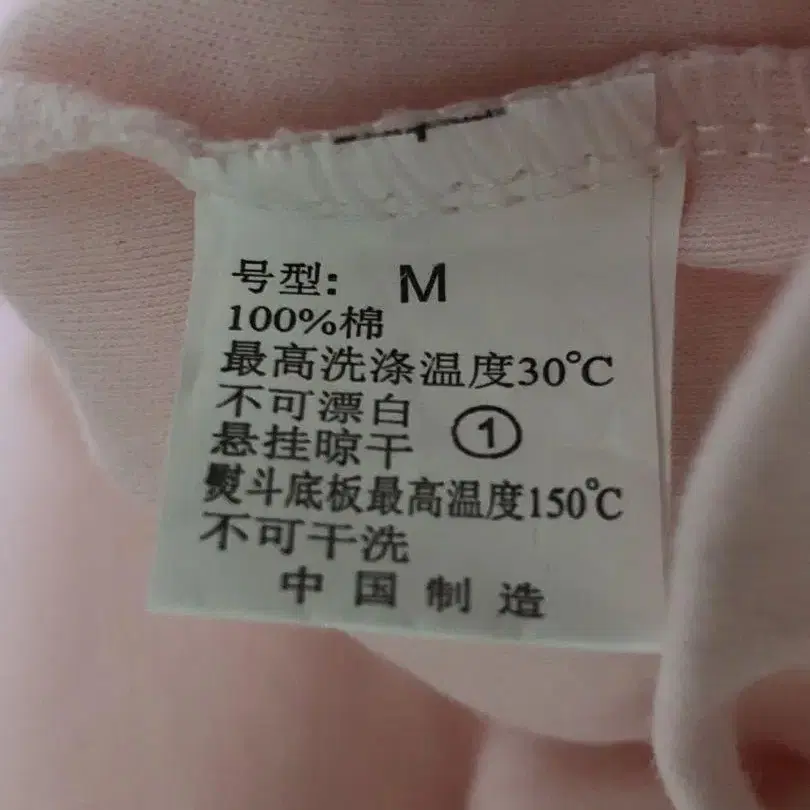 号型: M
100%棉
最高洗涤温度30℃
不可漂白
①
悬挂晾干
熨斗底板最高温度150℃
不可干洗
中国制造